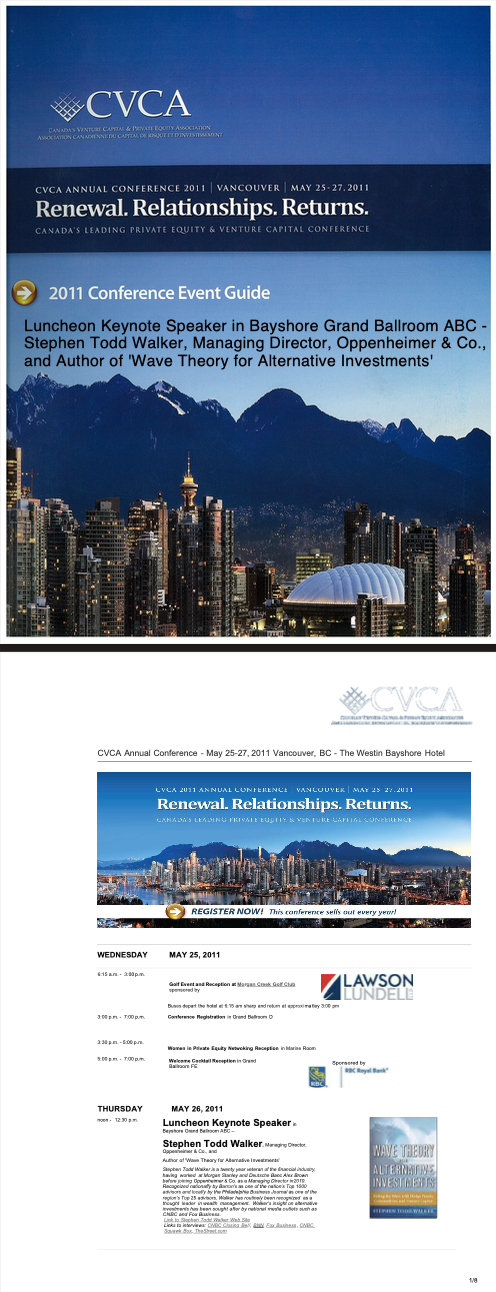 CVCA
CANADA'S VENTURE CAPITAL & PRIVATE EQUITY ASSOCIATION
ASSOCIATION CANADIENNE DU CAPITAL DE RISQUE ET D'INVESTISSEMENT
CVCA ANNUAL CONFERENCE 2011 | VANCOUVER | MAY 25-27, 2011
Renewal. Relationships. Returns.
CANADA'S LEADING PRIVATE EQUITY & VENTURE CAPITAL CONFERENCE
2011 Conference Event Guide
Luncheon Keynote Speaker in Bayshore Grand Ballroom ABC -
Stephen Todd Walker, Managing Director, Oppenheimer & Co.,
and Author of 'Wave Theory for Alternative Investments'
CVCA
CVCA Annual Conference - May 25-27, 2011 Vancouver, BC - The Westin Bayshore Hotel
CVCA 2011 ANNUAL CONFERENCE | VANCOUVER | MAY 25-27, 2011
Renewal. Relationships. Returns.
CANADA'S LEADING PRIVATE EQUITY & VENTURE CAPITAL CONFERENCE
REGISTER NOW! This conference sells out every year!
WEDNESDAY MAY 25, 2011
6:15 a.m. - 3:00 p.m.
Golf Event and Reception at Morgan Creek Golf Club
sponsored by
LAWSON
LUNDELL
Buses depart the hotel at 6:15 am sharp and return at approximatley 3:00 pm
3:00 p.m. - 7:00 p.m. Conference Registration in Grand Ballroom D
3:30 p.m. - 5:00 p.m.
Women in Private Equity Networking Reception in Marine Room
5:00 p.m. - 7:00 p.m. Welcome Cocktail Reception in Grand
Ballroom FE
Sponsored by
RBC
RBC Royal Bank
THURSDAY MAY 26, 2011
noon - 12:30 p.m.
Luncheon Keynote Speaker in
Bayshore Grand Ballroom ABC –
Stephen Todd Walker, Managing Director,
Oppenheimer & Co., and
Author of 'Wave Theory for Alternative Investments'
Stephen Todd Walker is a twenty year veteran of the financial industry,
having worked at Morgan Stanley and Deutsche Banc Alex Brown
before joining Oppenheimer & Co. as a Managing Director in 2010.
Recognized nationally by Barron's as one of the nation's Top 1000
advisors and locally by the Philadelphia Business Journal as one of the
region's Top 25 advisors, Walker has routinely been recognized as a
thought leader in wealth management. Walker's insight on alternative
investments has been sought after by national media outlets such as
CNBC and Fox Business.
Link to Stephen Todd Walker Web Site
Links to interviews: CNBC Closing Bell, BNN, Fox Business, CNBC
Squawk Box, TheStreet.com
WAVE THEORY
FOR
ALTERNATIVE
INVESTMENTS
STEPHEN TODD WALKER
1/8